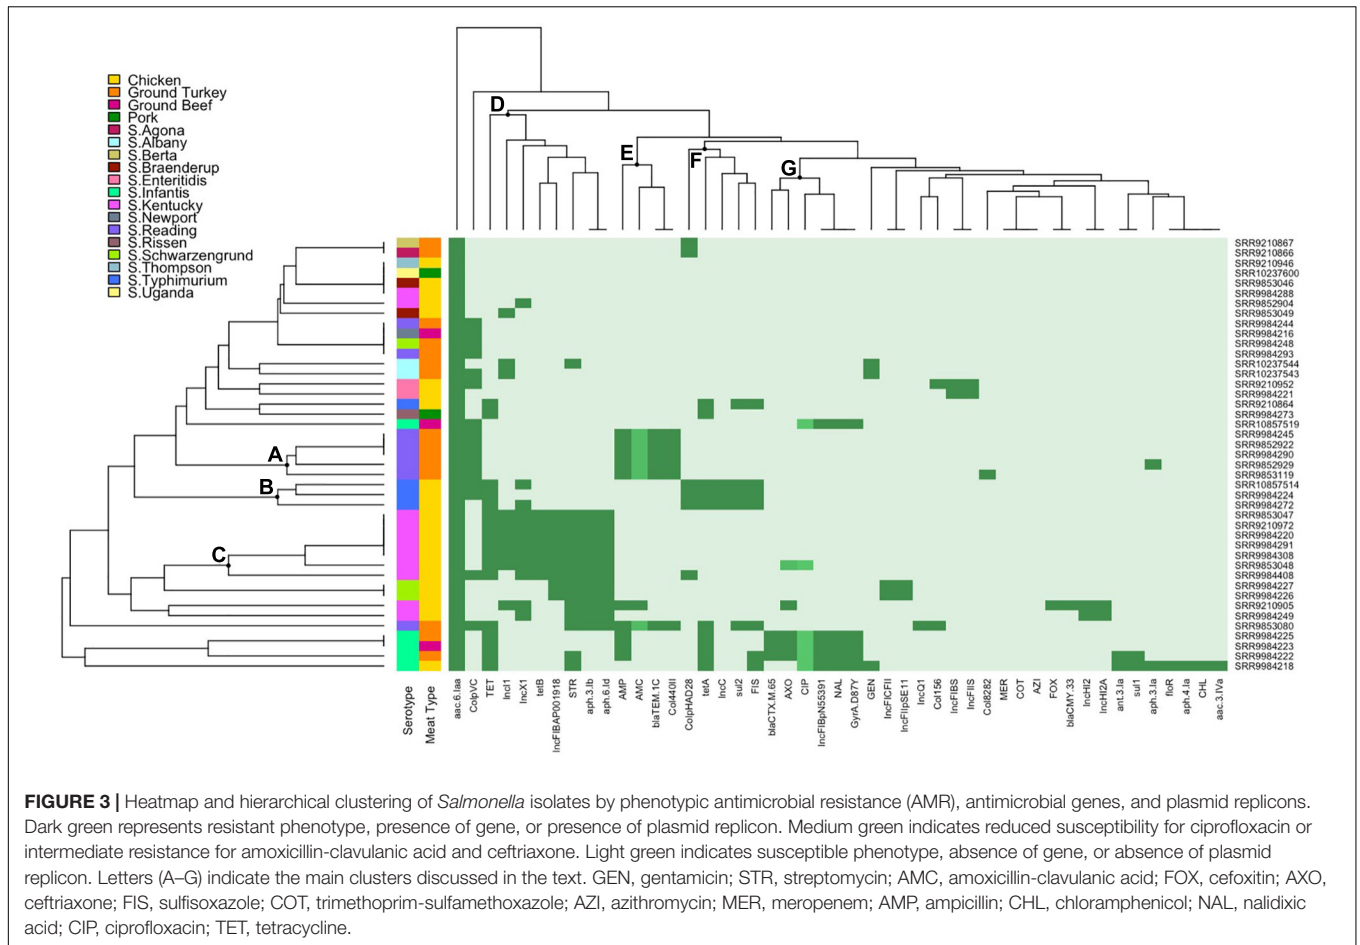 Chicken
Ground Turkey
Ground Beef
Pork
S.Agona
S.Albany
S.Berta
S.Braenderup
S.Enteritidis
S.Infantis
S.Kentucky
S.Newport
S.Reading
S.Rissen
S.Schwarzengrund
S.Thompson
S.Typhimurium
S.Uganda
D
E
F
G
A
B
C
SRR9210867
SRR9210866
SRR9210946
SRR10237600
SRR9853046
SRR9984288
SRR9852904
SRR9853049
SRR9984244
SRR9984216
SRR9984248
SRR9984293
SRR10237544
SRR10237543
SRR9210952
SRR9984221
SRR9210864
SRR9984273
SRR10857519
SRR9984245
SRR9852922
SRR9984290
SRR9852929
SRR9853119
SRR10857514
SRR9984224
SRR9984272
SRR9853047
SRR9210972
SRR9984220
SRR9984291
SRR9984308
SRR9853048
SRR9984408
SRR9984227
SRR9984226
SRR9210905
SRR9984249
SRR9853080
SRR9984225
SRR9984223
SRR9984222
SRR9984218
Serotype
Meat Type
aac.6.Iaa
ColpVC
TET
IncI1
IncX1
tetB
IncFIBAP001918
STR
aph.3.Ib
aph.6.Id
AMP
AMC
blaTEM.1C
Col440II
ColpHAD28
tetA
IncC
sul2
FIS
blaCTX.M.65
AXO
CIP
IncFIBpN55391
NAL
GyrA.D87Y
GEN
IncFICFII
IncFIIpSE11
IncQ1
Col156
IncFIBS
IncFIIS
Col8282
MER
COT
AZI
FOX
blaCMY.33
IncHI2
IncHI2A
ant.3.Ia
sul1
aph.3.Ia
floR
aph.4.Ia
CHL
aac.3.IVa
FIGURE 3 | Heatmap and hierarchical clustering of Salmonella isolates by phenotypic antimicrobial resistance (AMR), antimicrobial genes, and plasmid replicons.
Dark green represents resistant phenotype, presence of gene, or presence of plasmid replicon. Medium green indicates reduced susceptibility for ciprofloxacin or
intermediate resistance for amoxicillin-clavulanic acid and ceftriaxone. Light green indicates susceptible phenotype, absence of gene, or absence of plasmid
replicon. Letters (A–G) indicate the main clusters discussed in the text. GEN, gentamicin; STR, streptomycin; AMC, amoxicillin-clavulanic acid; FOX, cefoxitin; AXO,
ceftriaxone; FIS, sulfisoxazole; COT, trimethoprim-sulfamethoxazole; AZI, azithromycin; MER, meropenem; AMP, ampicillin; CHL, chloramphenicol; NAL, nalidixic
acid; CIP, ciprofloxacin; TET, tetracycline.